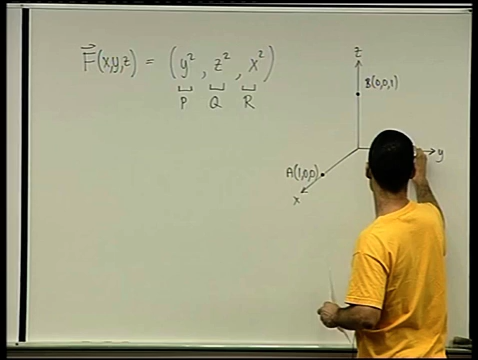 F⃗(x,y,z) = (y², z², x²)
P Q R
z
B(0,0,1)
y
A(1,0,0)
x